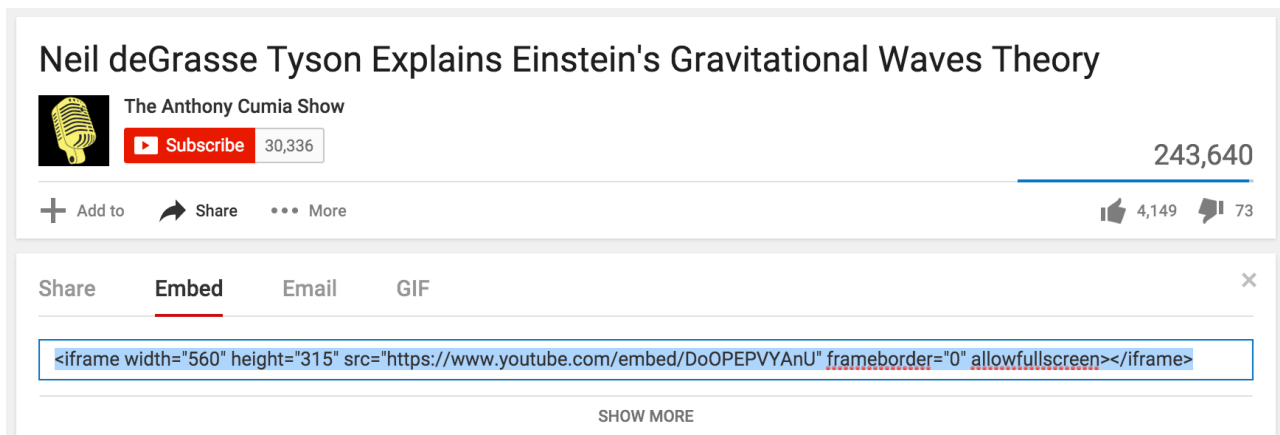 Neil deGrasse Tyson Explains Einstein's Gravitational Waves Theory
The Anthony Cumia Show
Subscribe 30,336
243,640
Add to Share More 4,149 73
Share Embed Email GIF
<iframe width="560" height="315" src="https://www.youtube.com/embed/DoOPEPVYAnU" frameborder="0" allowfullscreen></iframe>
SHOW MORE